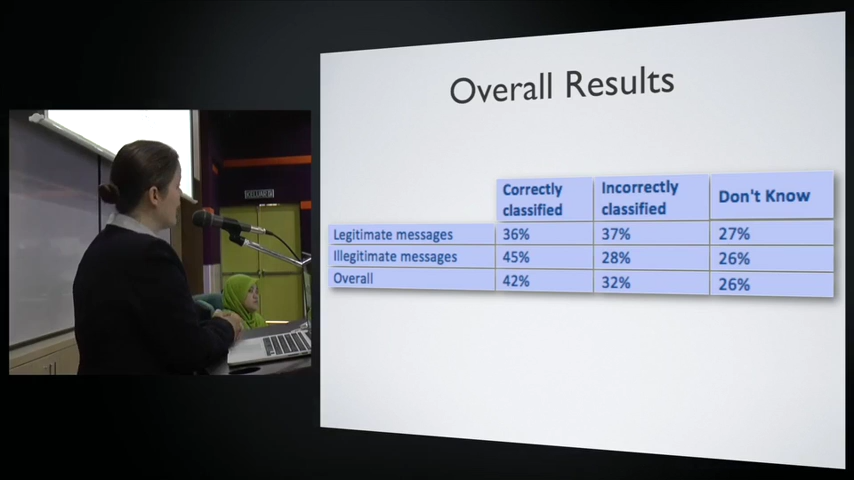 Overall Results
Correctly classified Incorrectly classified Don't Know
Legitimate messages 36% 37% 27%
Illegitimate messages 45% 28% 26%
Overall 42% 32% 26%
KELUAR